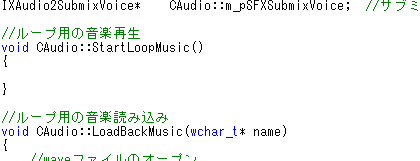 IXAudio2SubmixVoice*    CAudio::m_pSFXSubmixVoice;  //サブミ
//ループ用の音楽再生
void CAudio::StartLoopMusic()
{
}
//ループ用の音楽読み込み
void CAudio::LoadBackMusic(wchar_t* name)
{
//waveファイルのオープン